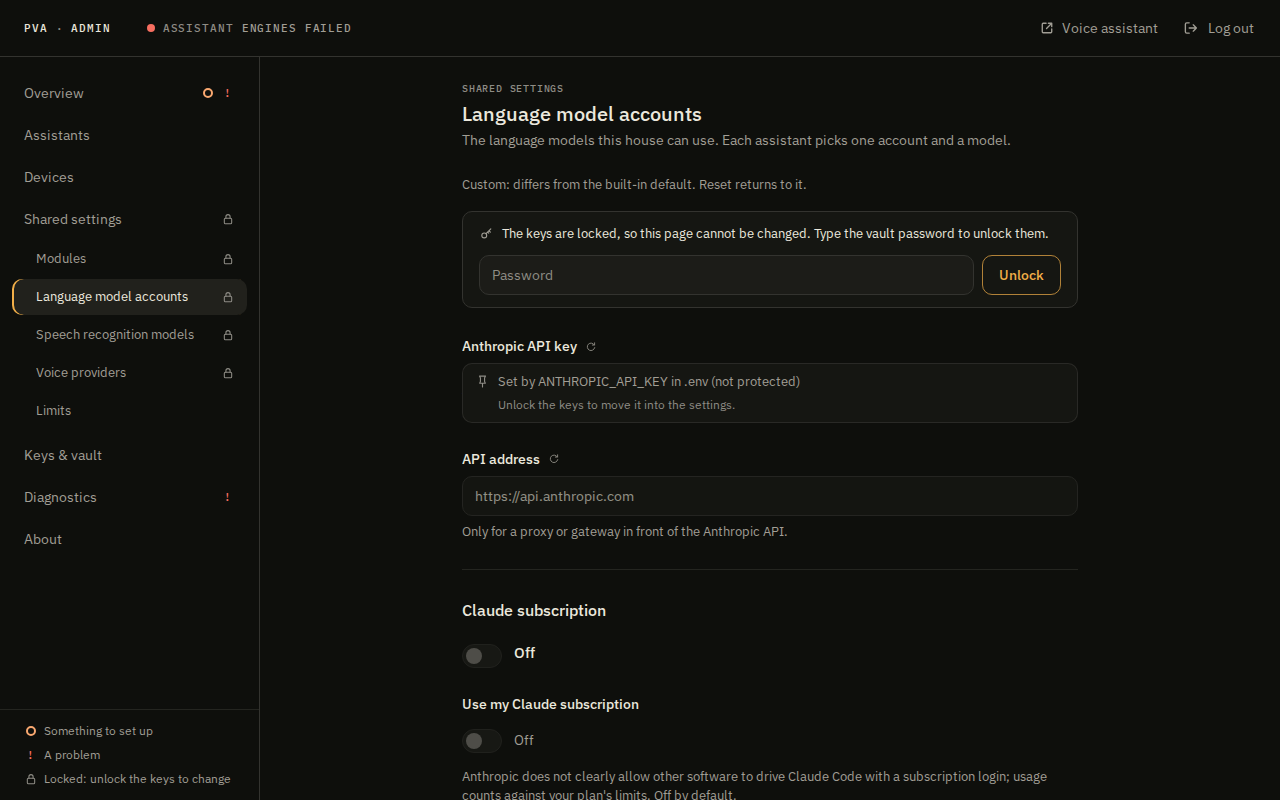 PVA · ADMIN
ASSISTANT ENGINES FAILED
Voice assistant
Log out
Overview !
Assistants
Devices
Shared settings
Modules
Language model accounts
Speech recognition models
Voice providers
Limits
Keys & vault
Diagnostics !
About
Something to set up
! A problem
Locked: unlock the keys to change
SHARED SETTINGS
Language model accounts
The language models this house can use. Each assistant picks one account and a model.
Custom: differs from the built-in default. Reset returns to it.
The keys are locked, so this page cannot be changed. Type the vault password to unlock them.
Password
Unlock
Anthropic API key
Set by ANTHROPIC_API_KEY in .env (not protected)
Unlock the keys to move it into the settings.
API address
https://api.anthropic.com
Only for a proxy or gateway in front of the Anthropic API.
Claude subscription
Off
Use my Claude subscription
Off
Anthropic does not clearly allow other software to drive Claude Code with a subscription login; usage
counts against your plan's limits. Off by default.